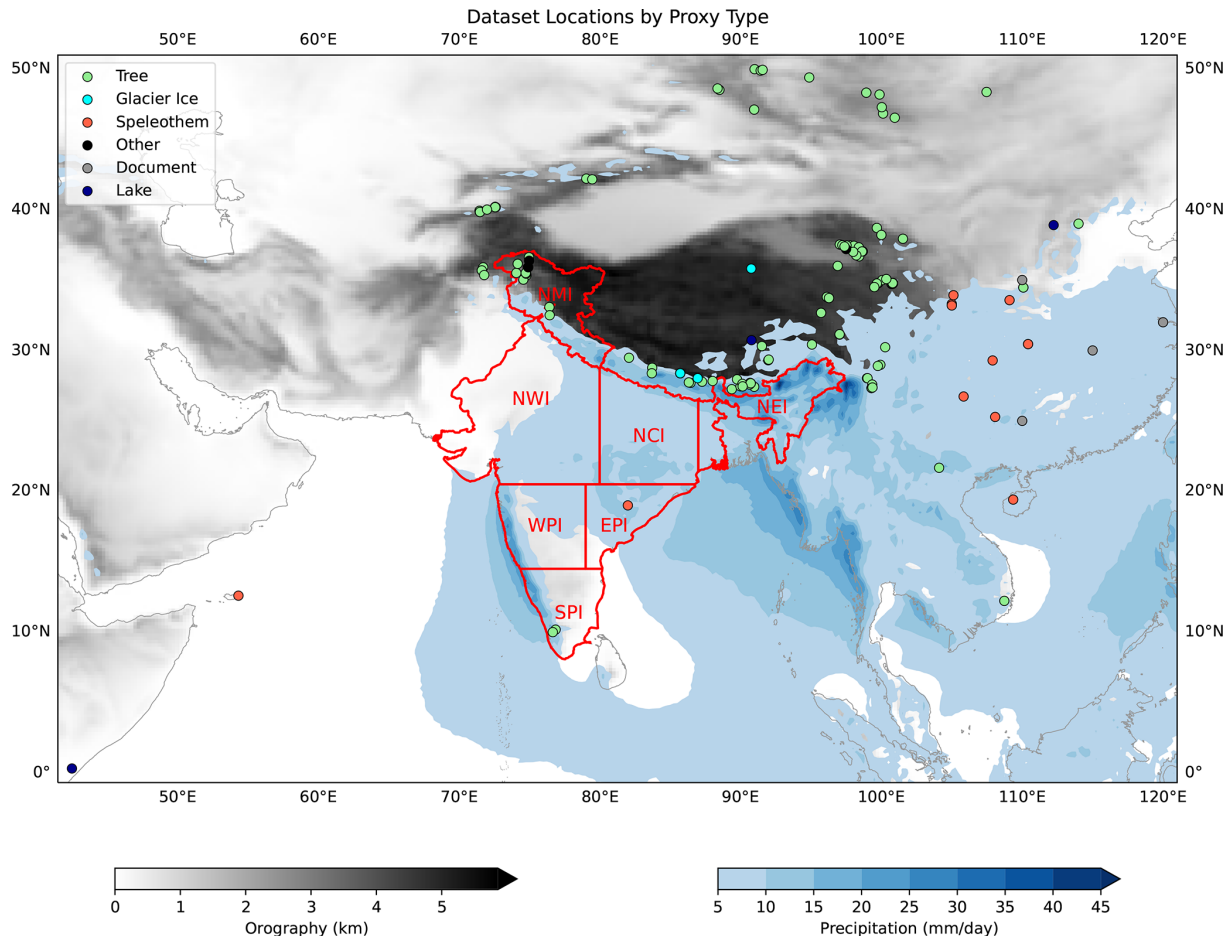 Dataset Locations by Proxy Type
50°E 60°E 70°E 80°E 90°E 100°E 110°E 120°E
50°N
50°N
Tree
Glacier Ice
Speleothem
Other
Document
Lake
40°N
40°N
NMI
30°N
30°N
NWI
NEI
NCI
20°N
20°N
WPI
EPI
SPI
10°N
10°N
0°
0°
50°E 60°E 70°E 80°E 90°E 100°E 110°E 120°E
0 1 2 3 4 5
Orography (km)
5 10 15 20 25 30 35 40 45
Precipitation (mm/day)